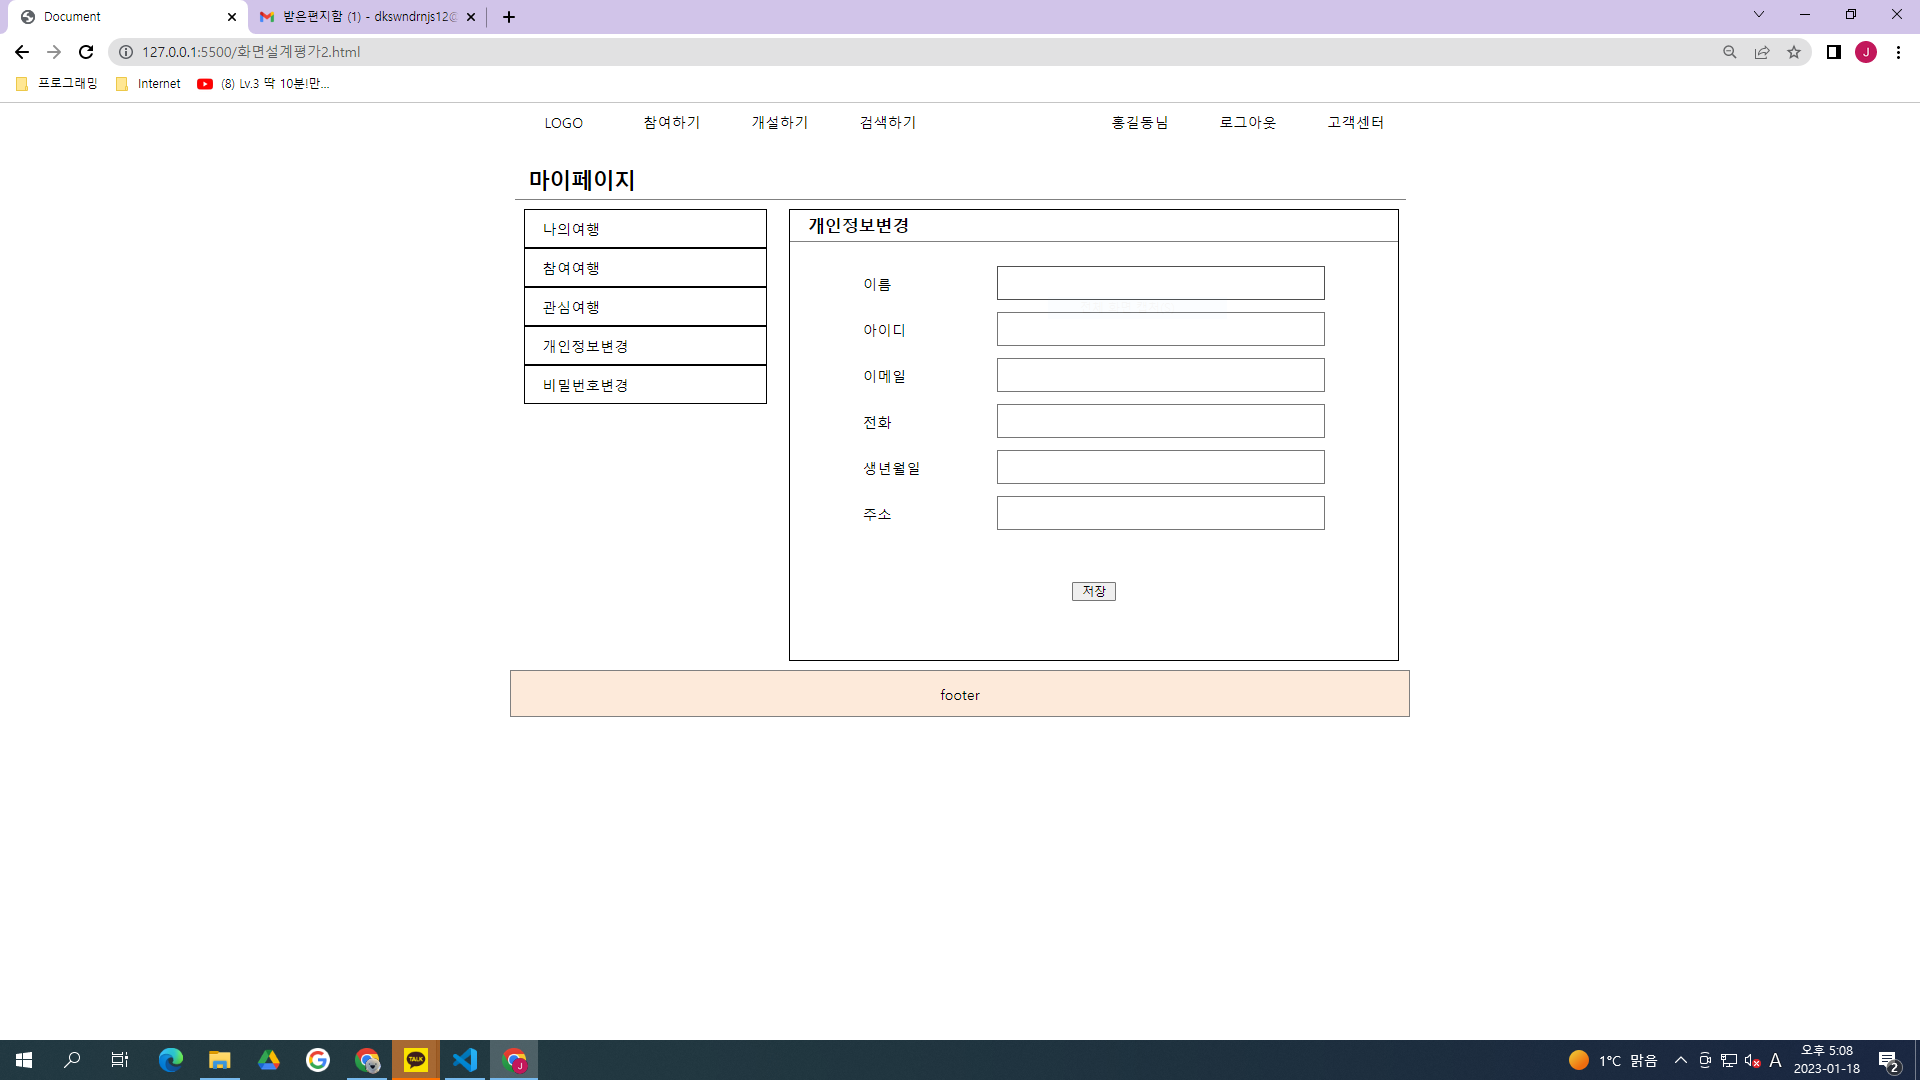 Document
받은편지함 (1) - dkswndrnjs12@
127.0.0.1:5500/화면설계평가2.html
J
프로그래밍 Internet (8) Lv.3 딱 10분!만...
LOGO 참여하기 개설하기 검색하기 홍길동님 로그아웃 고객센터
마이페이지
나의여행
참여여행
관심여행
개인정보변경
비밀번호변경
개인정보변경
이름
아이디
이메일
전화
생년월일
주소
저장
footer
TALK
J
1°C 맑음
A
오후 5:08
2023-01-18
2